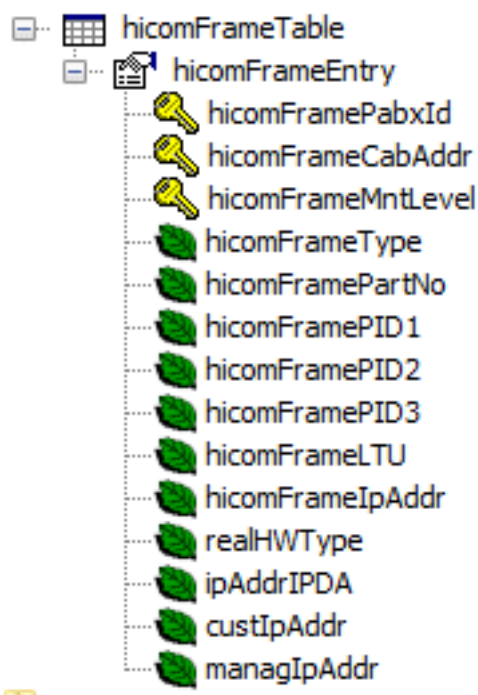 hicomFrameTable
hicomFrameEntry
hicomFramePabxId
hicomFrameCabAddr
hicomFrameMntLevel
hicomFrameType
hicomFramePartNo
hicomFramePID1
hicomFramePID2
hicomFramePID3
hicomFrameLTU
hicomFrameIpAddr
realHWType
ipAddrIPDA
custIpAddr
managIpAddr